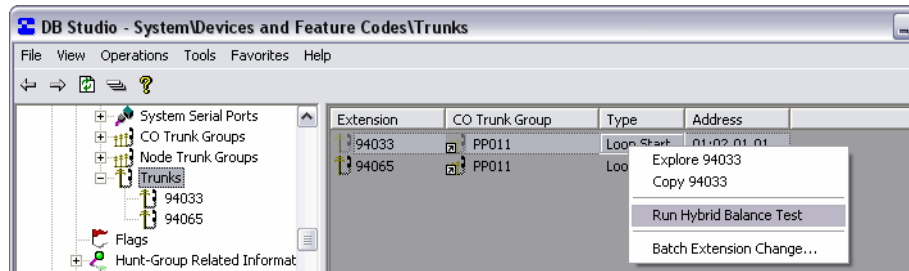 DB Studio - System\Devices and Feature Codes\Trunks
File View Operations Tools Favorites Help
System Serial Ports
CO Trunk Groups
Node Trunk Groups
Trunks
94033
94065
Flags
Hunt-Group Related Informat
Extension CO Trunk Group Type Address
94033 PP011 Loop Start 01:02.01.01
94065 PP011 Loo
Explore 94033
Copy 94033
Run Hybrid Balance Test
Batch Extension Change...